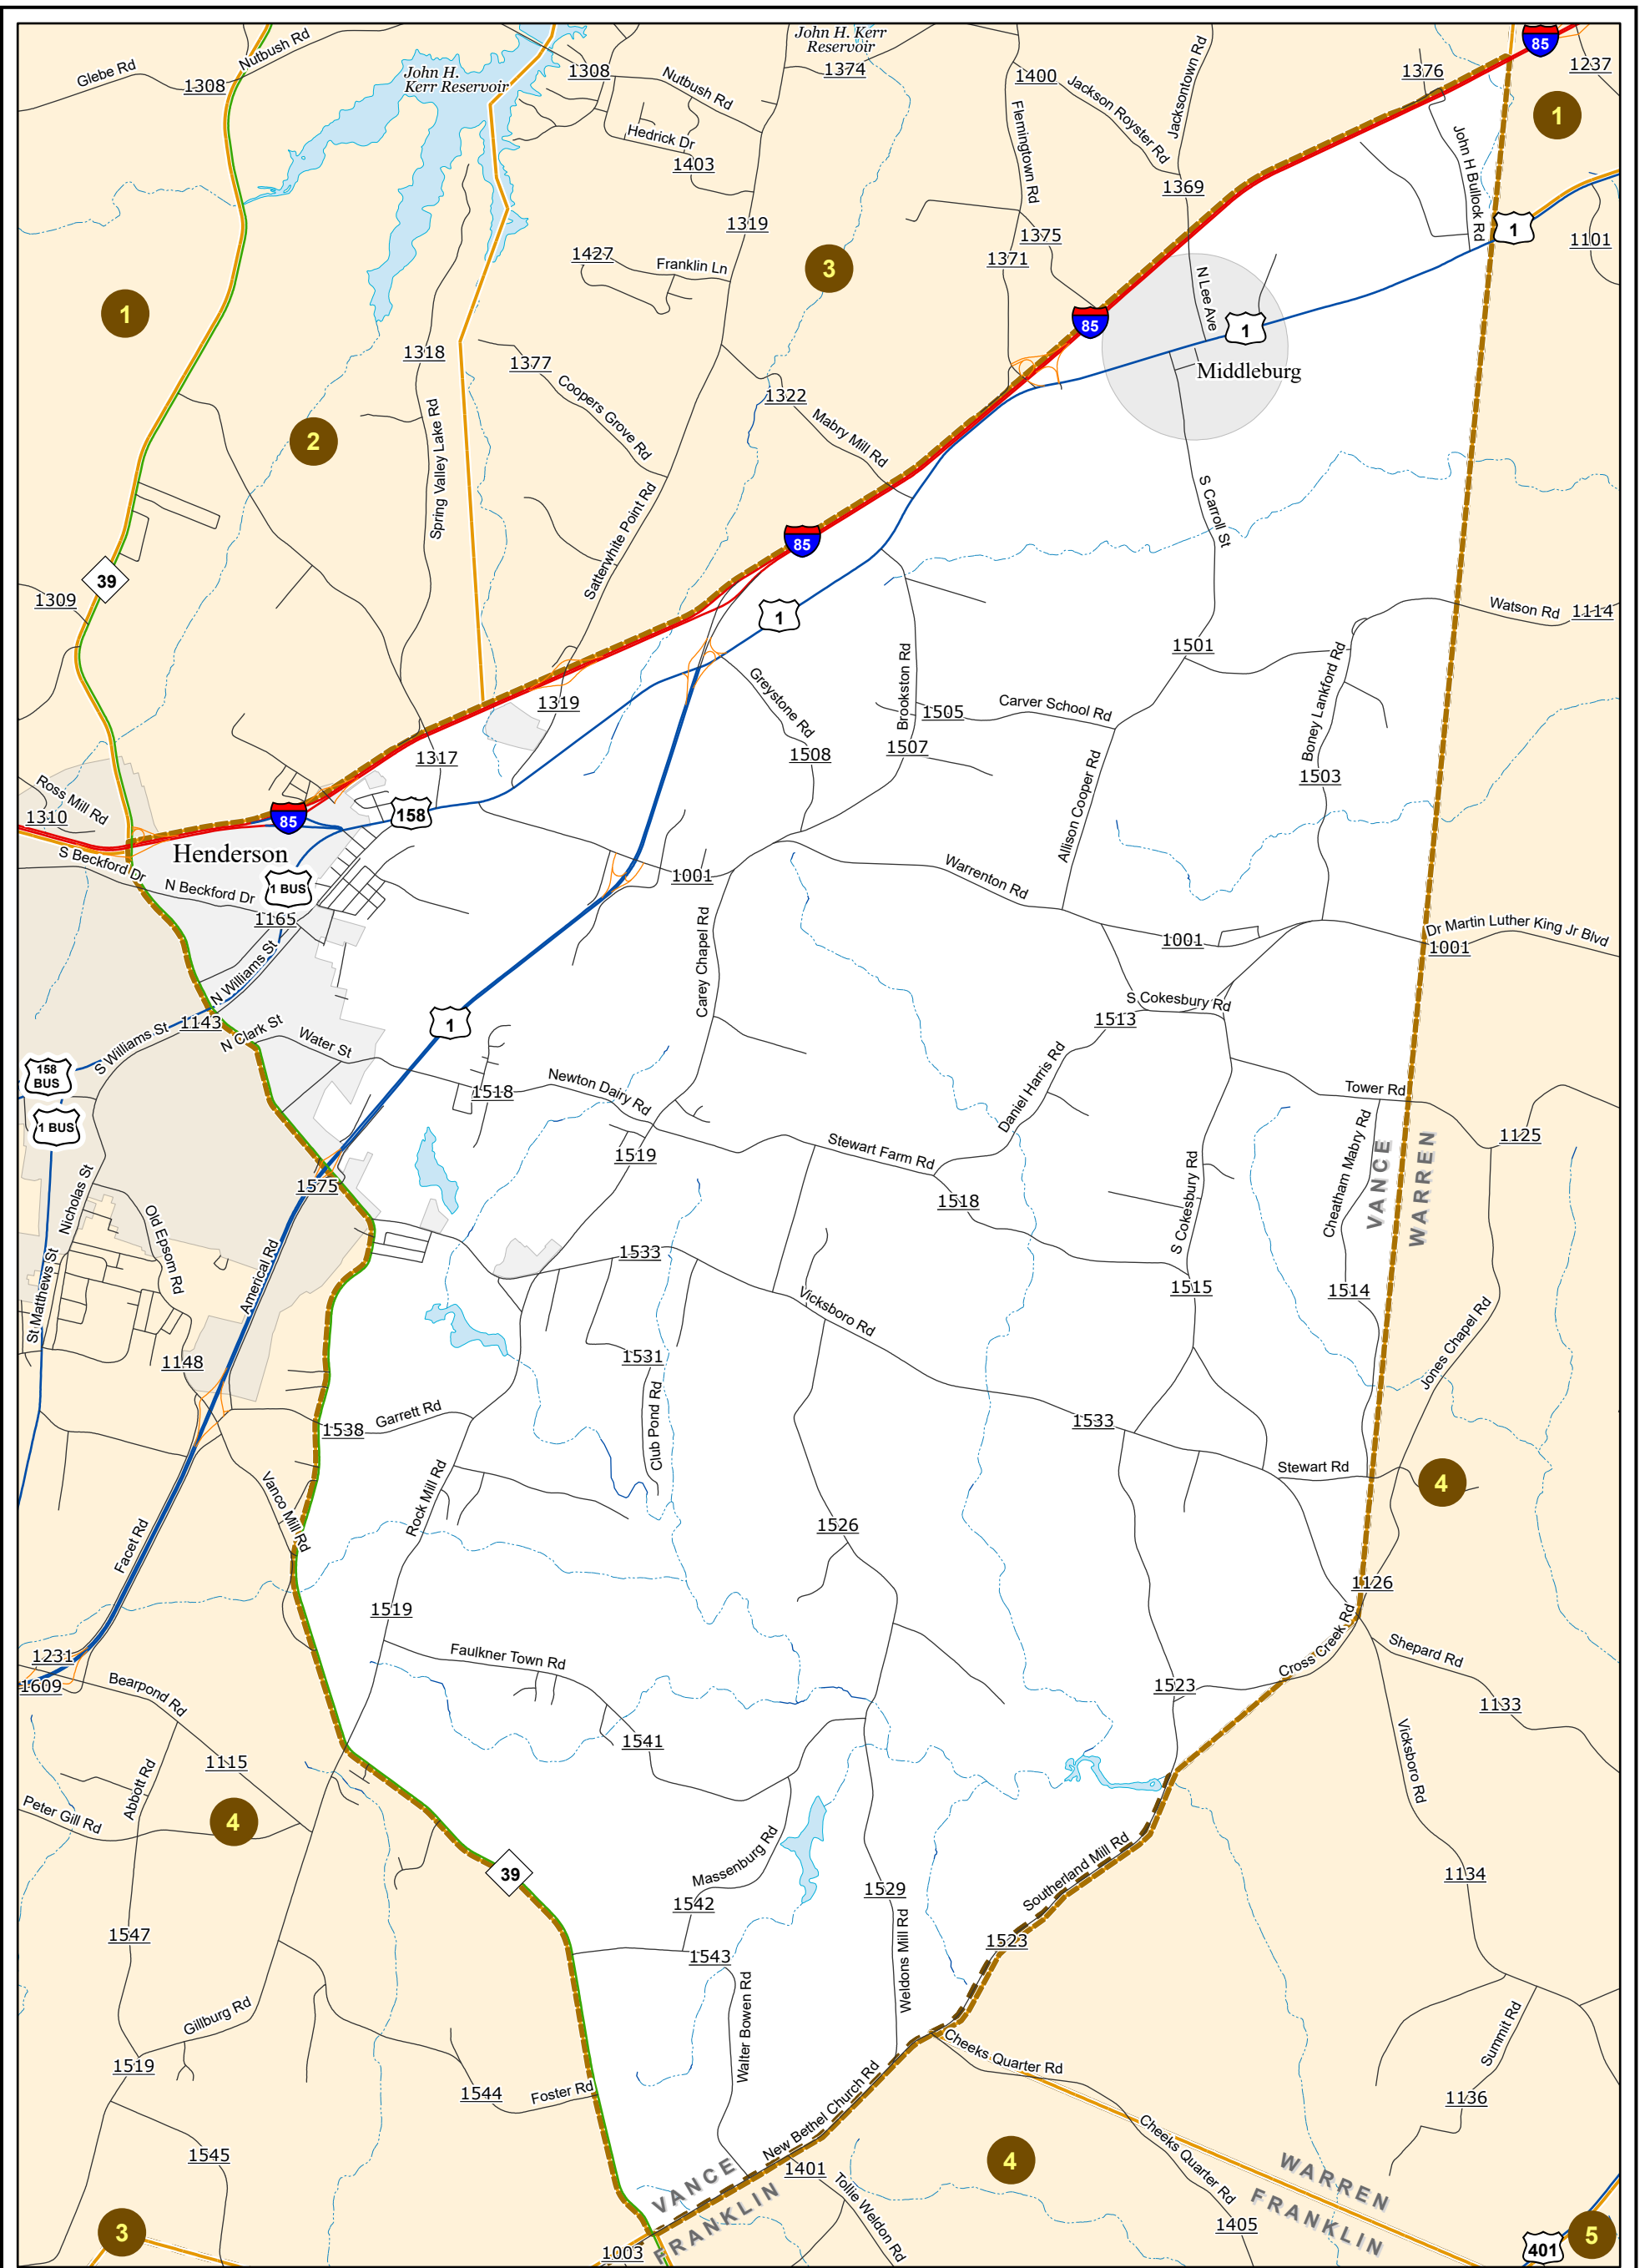 John H. Kerr
Reservoir
85
Nutbush Rd
Glebe Rd
1308
John H.
Kerr Reservoir
1308
Nutbush Rd
1374
1400
Jackson Royster Rd
Jacksontown Rd
1376
1237
1
Hedrick Dr
1403
Flemingtown Rd
1369
John H Bullock Rd
1319
1375
1371
1
1101
1427
Franklin Ln
3
N Lee Ave
1
85
1
Middleburg
1318
1377
Coopers Grove Rd
1322
Mabry Mill Rd
2
Spring Valley Lake Rd
Satterwhite Point Rd
S Carroll St
85
39
1309
1
Watson Rd
1114
1501
Boney Lankford Rd
Brookston Rd
Greystone Rd
1319
1505
Carver School Rd
1317
1508
1507
1503
Allison Cooper Rd
Ross Mill Rd
1310
85
158
Henderson
S Beckford Dr
N Beckford Dr
1 BUS
1165
1001
Warrenton Rd
1001
Dr Martin Luther King Jr Blvd
1001
Carey Chapel Rd
N Williams St
S Cokesbury Rd
1513
1143
N Clark St
1
Water St
S Williams St
158
BUS
1 BUS
1518
Newton Dairy Rd
Daniel Harris Rd
Tower Rd
Cheatham Mabry Rd
1125
VANCE
WARREN
1519
Stewart Farm Rd
1575
1518
S Cokesbury Rd
Nicholas St
Old Epsom Rd
1533
1515
1514
Americal Rd
St Matthews St
Vicksboro Rd
1148
1531
Jones Chapel Rd
Club Pond Rd
1538
Garrett Rd
1533
Stewart Rd
4
Rock Mill Rd
Vanco Mill Rd
Facet Rd
1526
1126
1519
Cross Creek Rd
Faulkner Town Rd
Shepard Rd
1231
1609
Bearpond Rd
1523
1133
1541
Vicksboro Rd
1115
Abbott Rd
Peter Gill Rd
4
Massenburg Rd
Southerland Mill Rd
39
1134
1542
1529
1547
1543
1523
Weldons Mill Rd
Walter Bowen Rd
Gillburg Rd
Summit Rd
1519
Cheeks Quarter Rd
1544
Foster Rd
1136
New Bethel Church Rd
Cheeks Quarter Rd
1545
4
1401
VANCE
FRANKLIN
Tollie Weldon Rd
WARREN
FRANKLIN
3
1405
1003
401
5